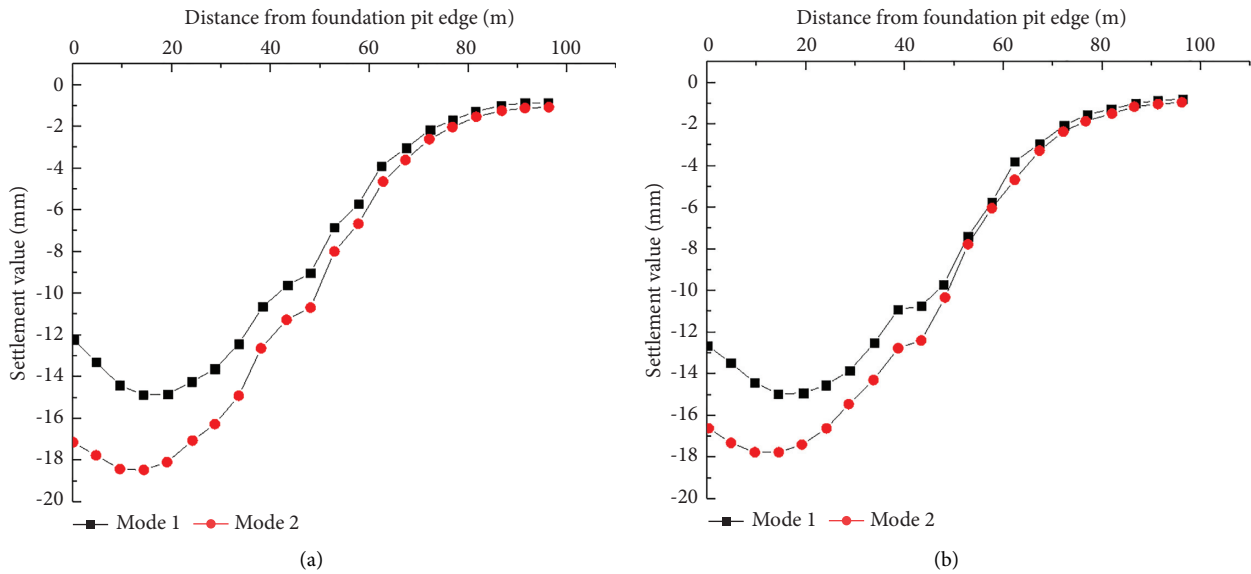 Distance from foundation pit edge (m)
0 20 40 60 80 100
0
-2
-4
-6
-8
-10
-12
-14
-16
-18
-20
Settlement value (mm)
Mode 1 Mode 2
(a)
Distance from foundation pit edge (m)
0 20 40 60 80 100
0
-2
-4
-6
-8
-10
-12
-14
-16
-18
-20
Settlement value (mm)
Mode 1 Mode 2
(b)